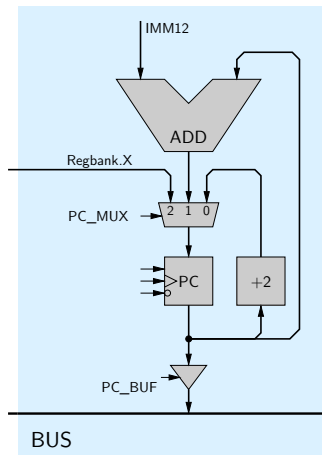 IMM12
ADD
Regbank.X
2 1 0
PC_MUX
PC
+2
PC_BUF
BUS